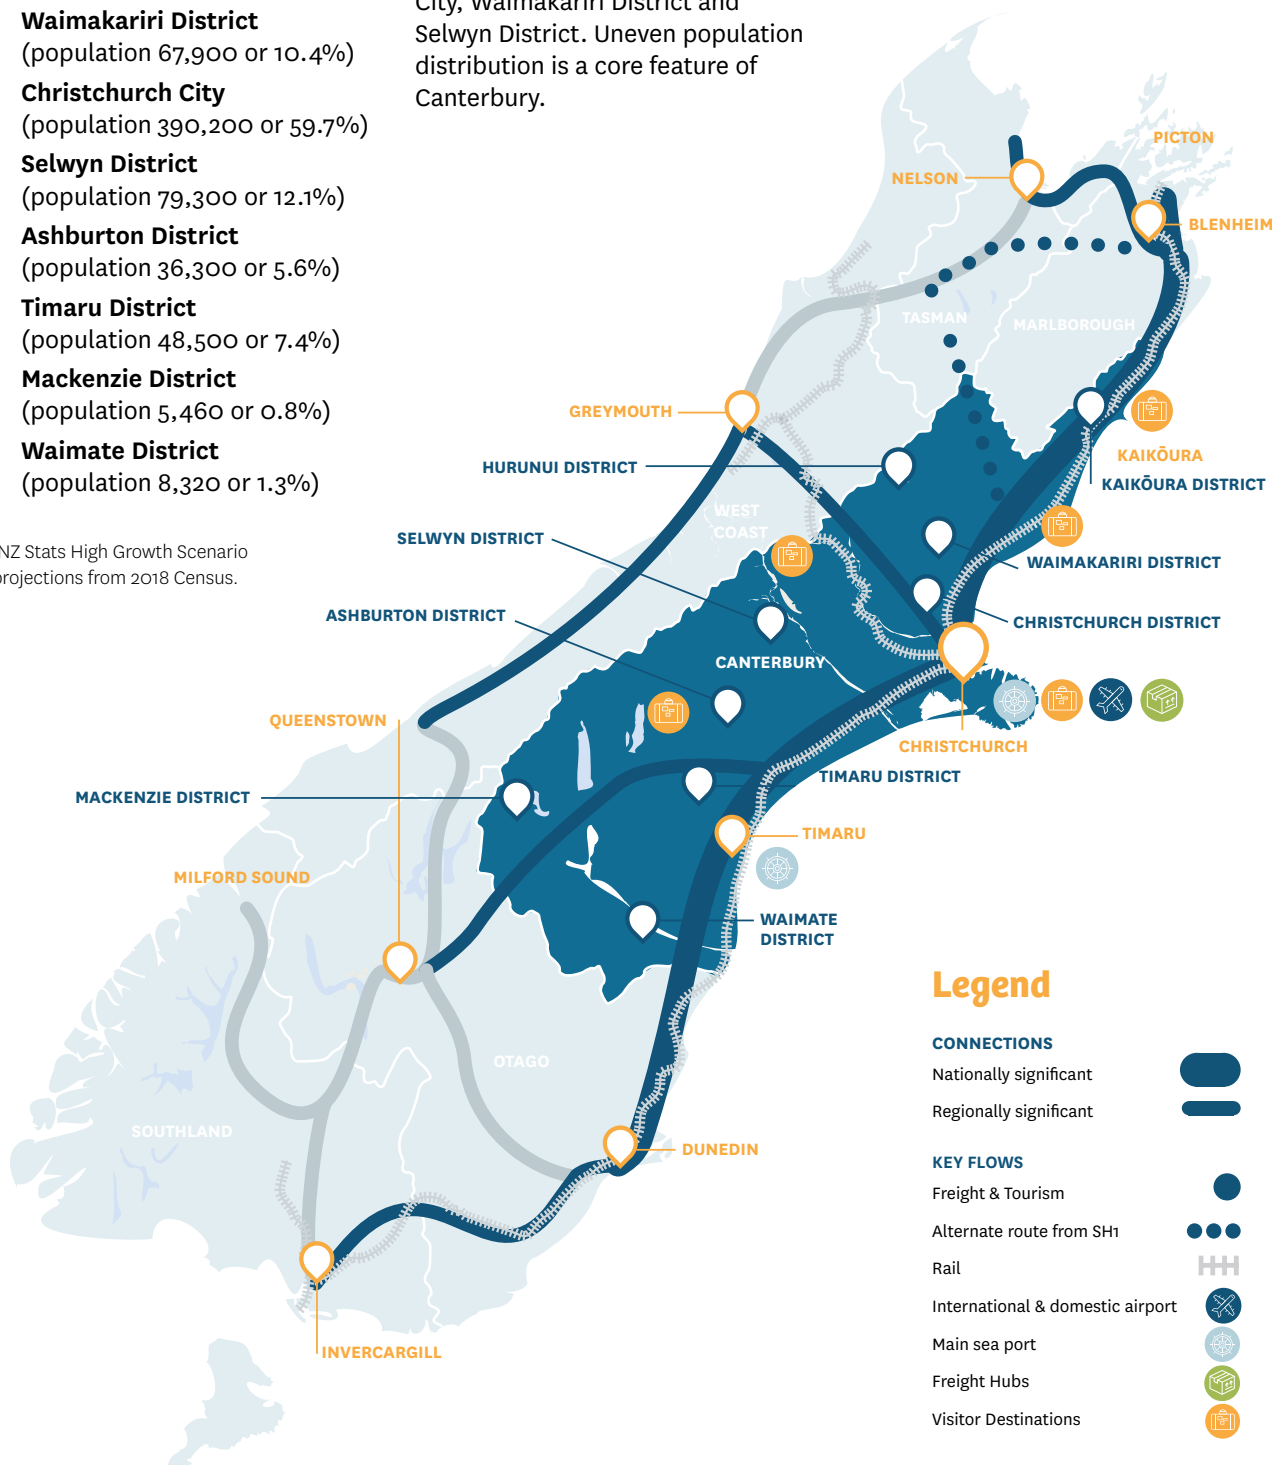 Waimakariri District
(population 67,900 or 10.4%)
Christchurch City
(population 390,200 or 59.7%)
Selwyn District
(population 79,300 or 12.1%)
Ashburton District
(population 36,300 or 5.6%)
Timaru District
(population 48,500 or 7.4%)
Mackenzie District
(population 5,460 or 0.8%)
Waimate District
(population 8,320 or 1.3%)
NZ Stats High Growth Scenario
projections from 2018 Census.
City, Waimakariri District and
Selwyn District. Uneven population
distribution is a core feature of
Canterbury.
PICTON
NELSON
BLENHEIM
TASMAN
MARLBOROUGH
GREYMOUTH
KAIKŌURA
HURUNUI DISTRICT
KAIKŌURA DISTRICT
WEST
COAST
SELWYN DISTRICT
WAIMAKARIRI DISTRICT
ASHBURTON DISTRICT
CHRISTCHURCH DISTRICT
CANTERBURY
QUEENSTOWN
CHRISTCHURCH
TIMARU DISTRICT
MACKENZIE DISTRICT
TIMARU
MILFORD SOUND
WAIMATE
DISTRICT
OTAGO
SOUTHLAND
DUNEDIN
INVERCARGILL
Legend
CONNECTIONS
Nationally significant
Regionally significant
KEY FLOWS
Freight & Tourism
Alternate route from SH1
Rail
International & domestic airport
Main sea port
Freight Hubs
Visitor Destinations